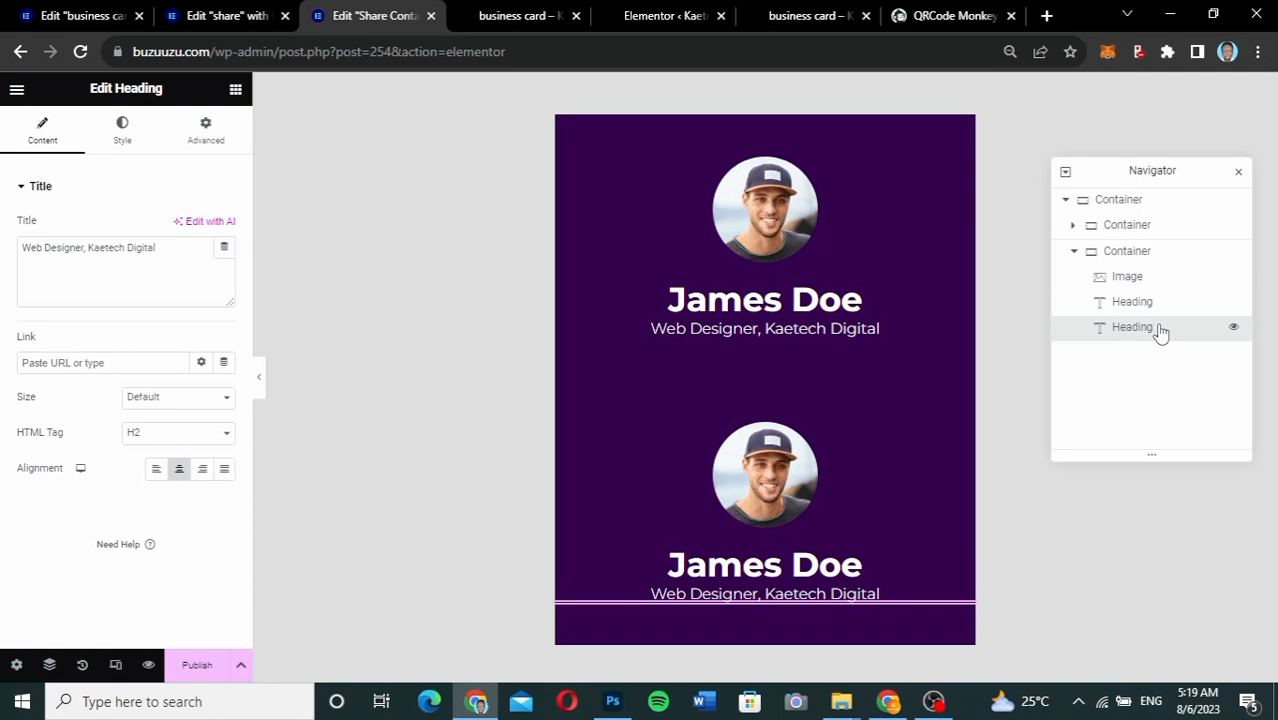 Edit "business car
Edit "share" with
Edit "Share Conta
business card – K
Elementor ‹ Kaete
business card – K
QRCode Monkey
buzuuzu.com/wp-admin/post.php?post=254&action=elementor
Edit Heading
Content
Style
Advanced
Title
Title
Edit with AI
Web Designer, Kaetech Digital
Link
Paste URL or type
Size
Default
HTML Tag
H2
Alignment
Need Help
Publish
James Doe
Web Designer, Kaetech Digital
James Doe
Web Designer, Kaetech Digital
Navigator
Container
Container
Container
Image
Heading
Heading
Type here to search
Ps
25°C
ENG
5:19 AM
8/6/2023
5